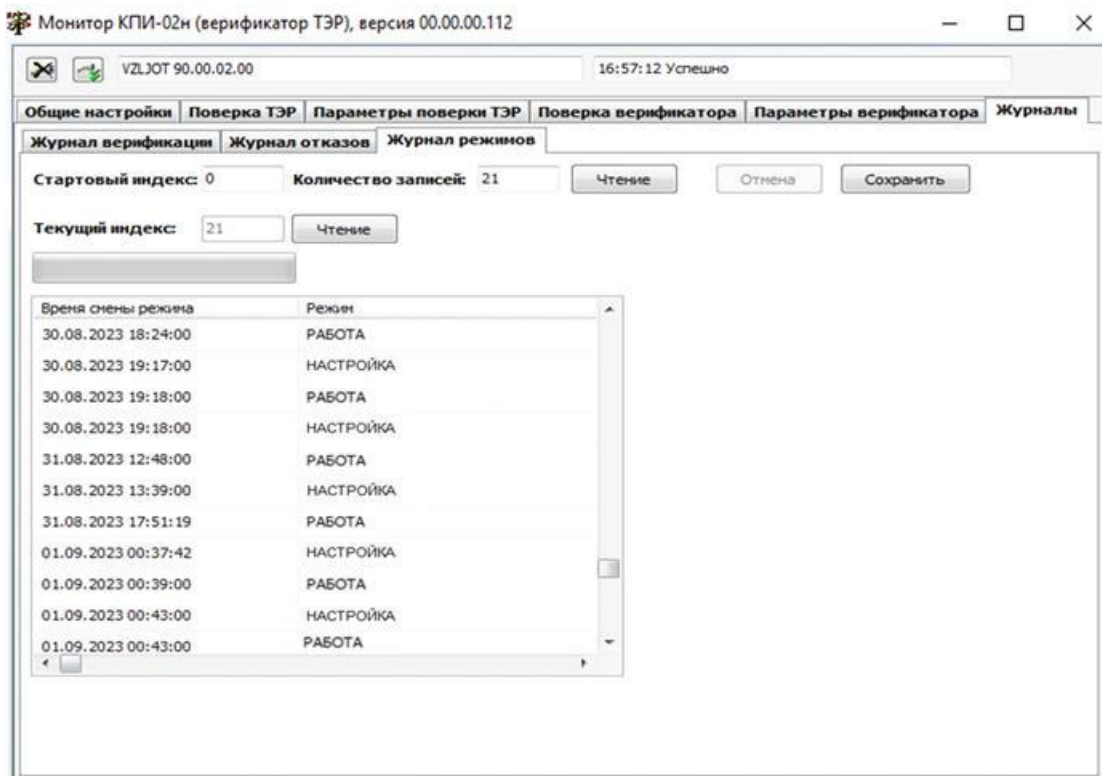 Монитор КПИ-02н (верификатор ТЭР), версия 00.00.00.112
VZLJOT 90.00.02.00 16:57:12 Успешно
Общие настройки Поверка ТЭР Параметры поверки ТЭР Поверка верификатора Параметры верификатора Журналы
Журнал верификации Журнал отказов Журнал режимов
Стартовый индекс: 0 Количество записей: 21 Чтение Отмена Сохранить
Текущий индекс: 21 Чтение
Время смены режима Режим
30.08.2023 18:24:00 РАБОТА
30.08.2023 19:17:00 НАСТРОЙКА
30.08.2023 19:18:00 РАБОТА
30.08.2023 19:18:00 НАСТРОЙКА
31.08.2023 12:48:00 РАБОТА
31.08.2023 13:39:00 НАСТРОЙКА
31.08.2023 17:51:19 РАБОТА
01.09.2023 00:37:42 НАСТРОЙКА
01.09.2023 00:39:00 РАБОТА
01.09.2023 00:43:00 НАСТРОЙКА
01.09.2023 00:43:00 РАБОТА